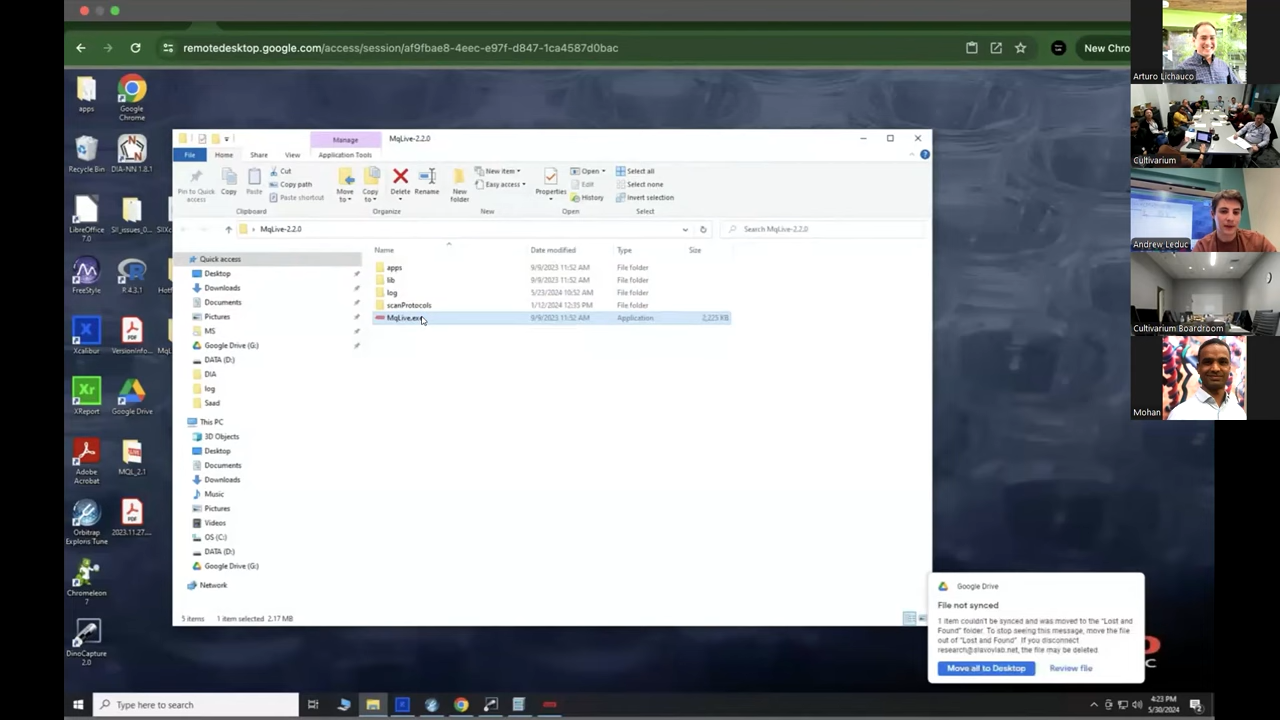 remotedesktop.google.com/access/session/af9fbae8-4eec-e97f-d847-1ca4587d0bac
New Chro
Arturo Lichauco
Cultivarium
Andrew Leduc
Cultivarium Boardroom
Mohan
apps
Google Chrome
Recycle Bin
DIA-NN 1.8.1
LibreOffice 7.0
SII_issues_0...
FreeStyle
R 4.3.1
Xcalibur
VersionInfo...
XReport
Google Drive
Adobe Acrobat
MQL_2.1
Orbitrap Exploris Tune
2023.11.27....
Chromeleon 7
DinoCapture 2.0
Manage
MqLive-2.2.0
File
Home
Share
View
Application Tools
Pin to Quick access
Copy
Paste
Cut
Copy path
Paste shortcut
Clipboard
Move to
Copy to
Delete
Rename
Organize
New folder
New item
Easy access
New
Properties
Open
Edit
History
Open
Select all
Select none
Invert selection
Select
MqLive-2.2.0
Search MqLive-2.2.0
Name Date modified Type Size
apps 9/9/2023 11:52 AM File folder
lib 9/9/2023 11:52 AM File folder
log 5/23/2024 10:52 AM File folder
scanProtocols 1/12/2024 12:35 PM File folder
MqLive.exe 9/9/2023 11:52 AM Application 2,225 KB
Quick access
Desktop
Downloads
Documents
Pictures
MS
Google Drive (G:)
DATA (D:)
DIA
log
Saad
This PC
3D Objects
Desktop
Documents
Downloads
Music
Pictures
Videos
OS (C:)
DATA (D:)
Google Drive (G:)
Network
5 items 1 item selected 2.17 MB
Google Drive
File not synced
1 item couldn't be synced and was moved to the "Lost and
Found" folder. To stop seeing this message, move the file
out of "Lost and Found". If you disconnect
research@slavovlab.net, the file may be deleted.
Move all to Desktop
Review file
Type here to search
4:23 PM
5/30/2024